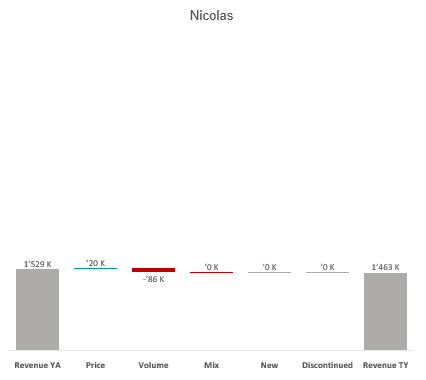 Nicolas
1'529 K
'20 K
-'86 K
'0 K
'0 K
'0 K
1'463 K
Revenue YA Price Volume Mix New Discontinued Revenue TY